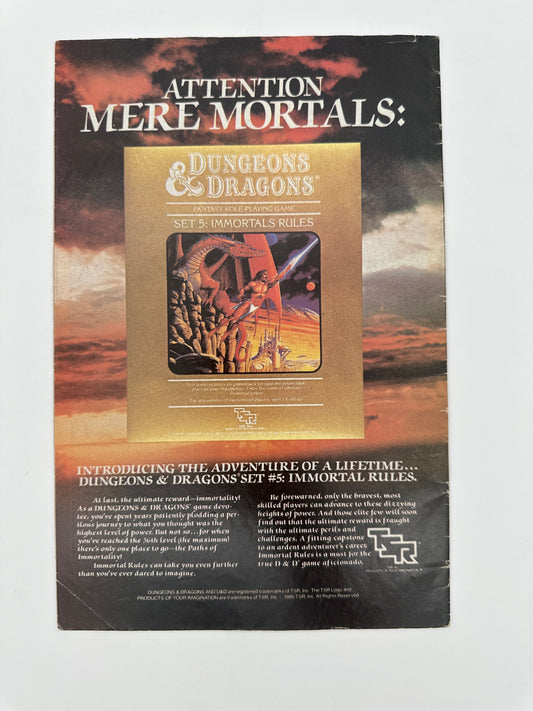 ATTENTION
MERE MORTALS:
DUNGEONS
& DRAGONS®
FANTASY ROLE-PLAYING GAME
SET 5: IMMORTALS RULES
TSR
INTRODUCING THE ADVENTURE OF A LIFETIME...
DUNGEONS & DRAGONS® SET #5: IMMORTAL RULES.
At last, the ultimate reward—immortality!
As a DUNGEONS & DRAGONS® game devo-
tee, you've spent years patiently plodding a per-
ilous journey to what you thought was the
highest level of power. But not so...for when
you've reached the 36th level (the maximum)
there's only one place to go—the Paths of
Immortality!
Immortal Rules can take you even further
than you've ever dared to imagine.
Be forewarned, only the bravest, most
skilled players can advance to these dizzying
heights of power. And those elite few will soon
find out that the ultimate reward is fraught
with the ultimate perils and
challenges. A fitting capstone
to an ardent adventurer's career,
Immortal Rules is a must for the
true D & D® game aficionado.
TSR
DUNGEONS & DRAGONS AND D&D are registered trademarks of TSR, Inc. The TSR Logo and
PRODUCTS OF YOUR IMAGINATION are trademarks of TSR, Inc. 1986 TSR, Inc. All Rights Reserved